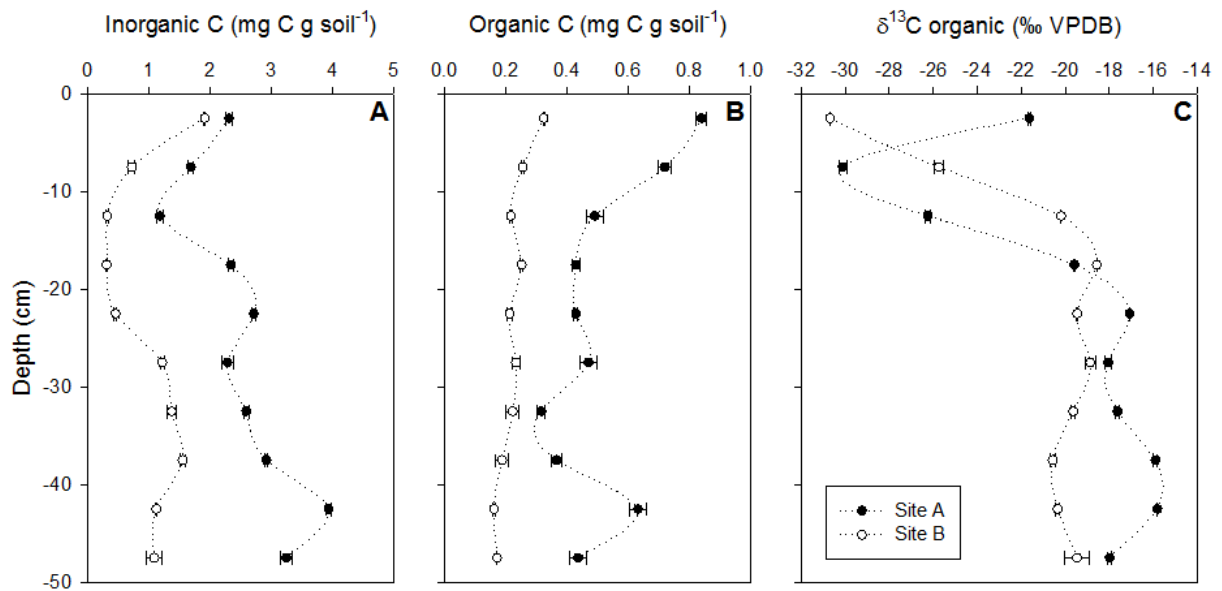 Inorganic C (mg C g soil⁻¹) Organic C (mg C g soil⁻¹) δ¹³C organic (‰ VPDB)
0 1 2 3 4 5 0.0 0.2 0.4 0.6 0.8 1.0 -32 -30 -28 -26 -24 -22 -20 -18 -16 -14
0 A B C
-10
-20
Depth (cm)
-30
-40
Site A
Site B
-50